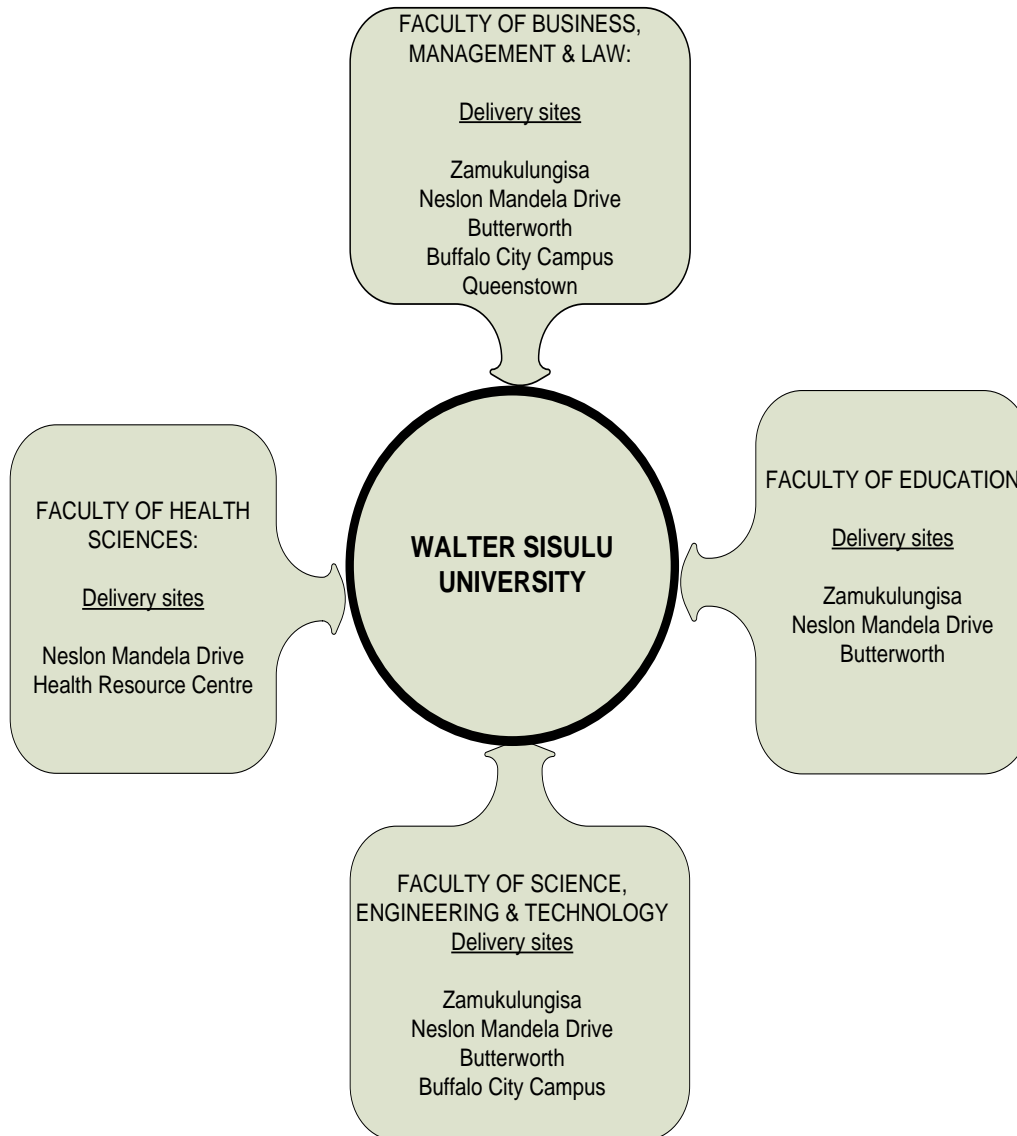 FACULTY OF BUSINESS,
MANAGEMENT & LAW:
Delivery sites
Zamukulungisa
Neslon Mandela Drive
Butterworth
Buffalo City Campus
Queenstown
FACULTY OF HEALTH
SCIENCES:
Delivery sites
Neslon Mandela Drive
Health Resource Centre
WALTER SISULU
UNIVERSITY
FACULTY OF EDUCATION
Delivery sites
Zamukulungisa
Neslon Mandela Drive
Butterworth
FACULTY OF SCIENCE,
ENGINEERING & TECHNOLOGY
Delivery sites
Zamukulungisa
Neslon Mandela Drive
Butterworth
Buffalo City Campus